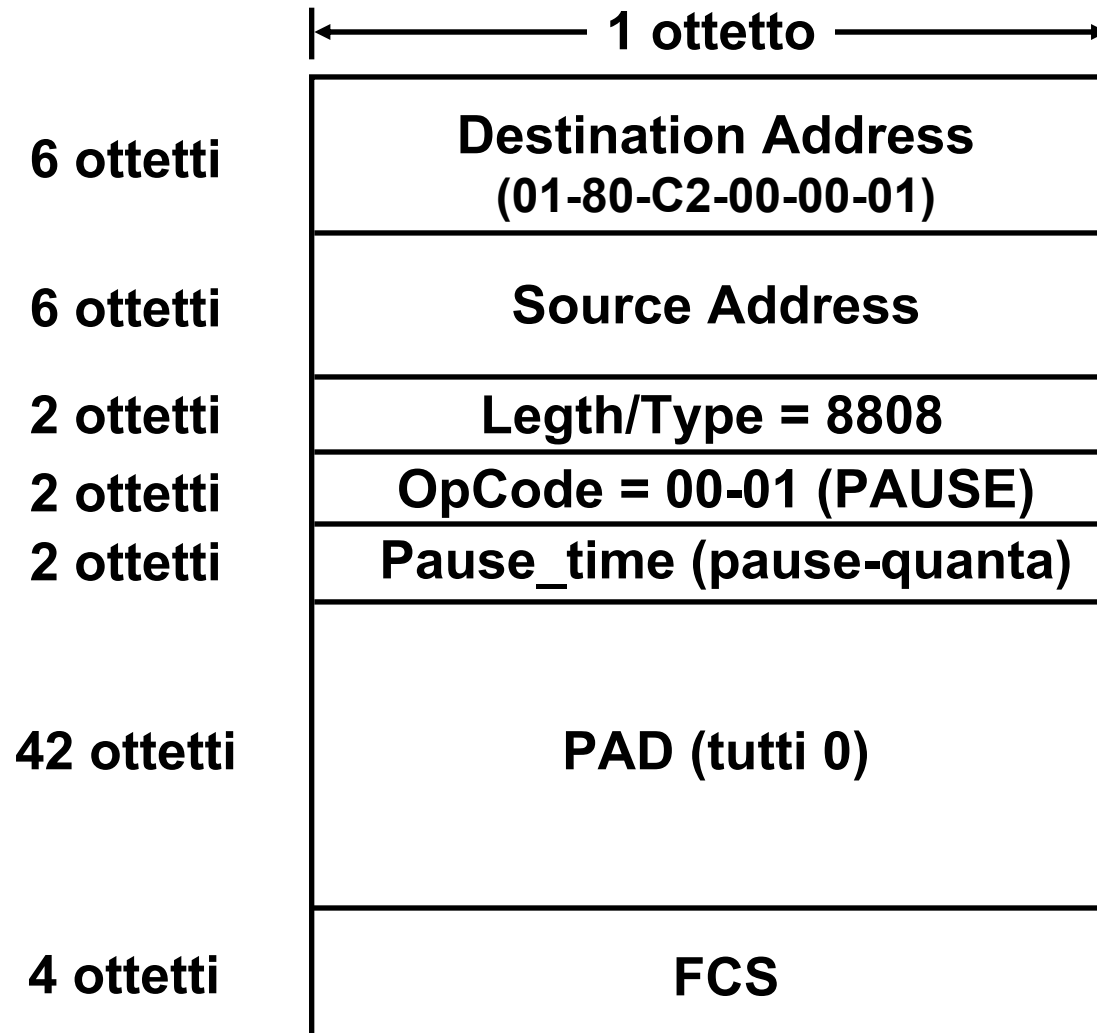 1 ottetto
6 ottetti
Destination Address
(01-80-C2-00-00-01)
6 ottetti
Source Address
2 ottetti
Legth/Type = 8808
2 ottetti
OpCode = 00-01 (PAUSE)
2 ottetti
Pause_time (pause-quanta)
42 ottetti
PAD (tutti 0)
4 ottetti
FCS